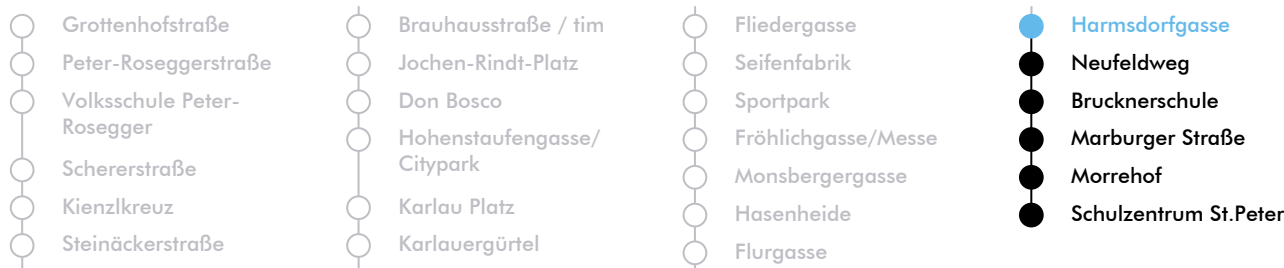 Grottenhofstraße
Peter-Roseggerstraße
Volksschule Peter-
Rosegger
Schererstraße
Kienzlkreuz
Steinäckerstraße
Brauhausstraße / tim
Jochen-Rindt-Platz
Don Bosco
Hohenstaufengasse/
Citypark
Karlau Platz
Karlauergürtel
Fliedergasse
Seifenfabrik
Sportpark
Fröhlichgasse/Messe
Monsbergergasse
Hasenheide
Flurgasse
Harmsdorfgasse
Neufeldweg
Brucknerschule
Marburger Straße
Morrehof
Schulzentrum St.Peter